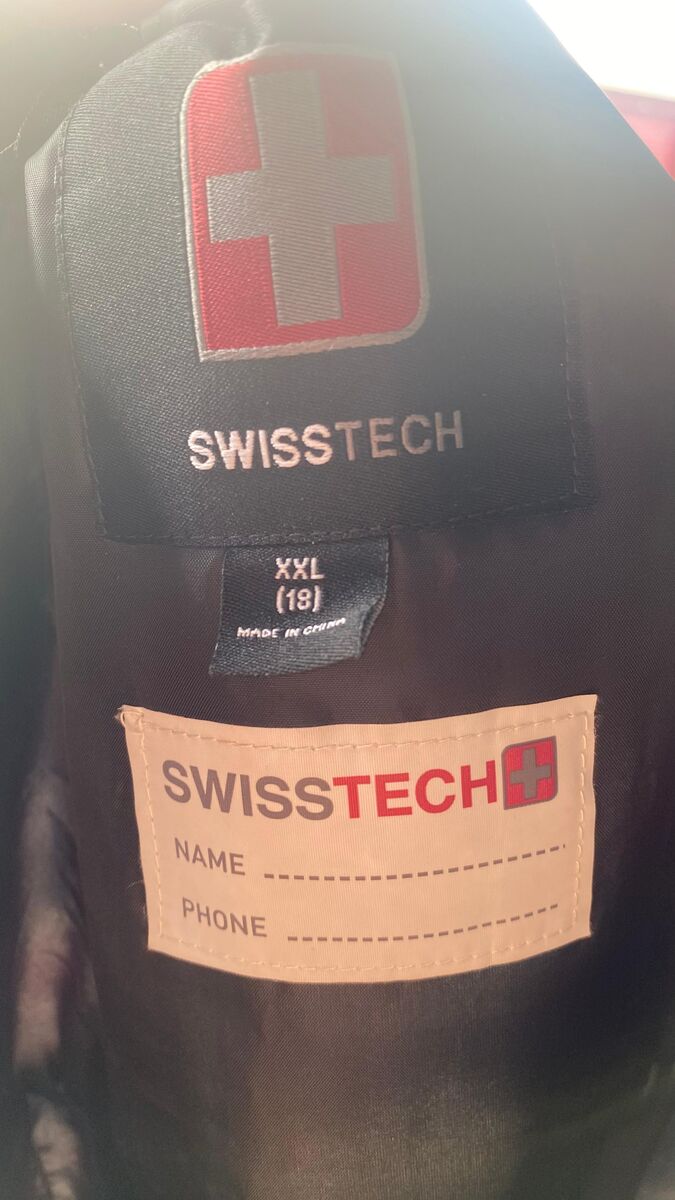 SWISSTECH
XXL
(18)
MADE IN CHINA
SWISSTECH
NAME
PHONE